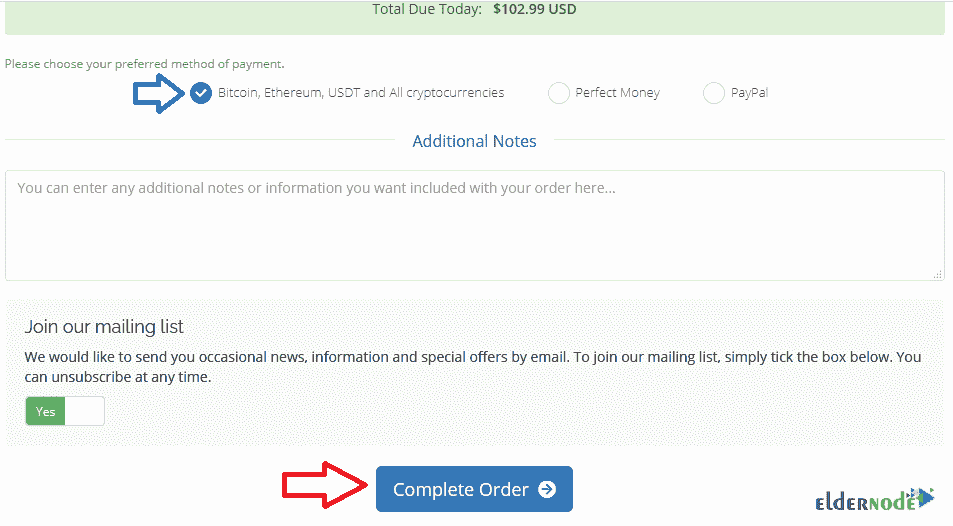 Total Due Today: $102.99 USD
Please choose your preferred method of payment.
Bitcoin, Ethereum, USDT and All cryptocurrencies Perfect Money PayPal
Additional Notes
You can enter any additional notes or information you want included with your order here...
Join our mailing list
We would like to send you occasional news, information and special offers by email. To join our mailing list, simply tick the box below. You
can unsubscribe at any time.
Yes
Complete Order
ELDERNODE